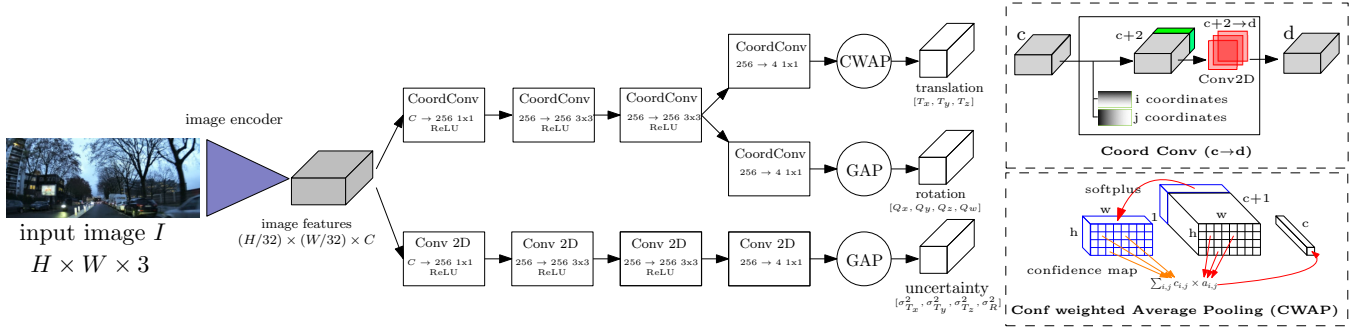 input image I
H × W × 3
image encoder
image features
(H/32) × (W/32) × C
CoordConv
C → 256 1x1
ReLU
CoordConv
256 → 256 3x3
ReLU
CoordConv
256 → 256 3x3
ReLU
CoordConv
256 → 4 1x1
CWAP
translation
[T_x, T_y, T_z]
CoordConv
256 → 4 1x1
GAP
rotation
[Q_x, Q_y, Q_z, Q_w]
Conv 2D
C → 256 1x1
ReLU
Conv 2D
256 → 256 3x3
ReLU
Conv 2D
256 → 256 3x3
ReLU
Conv 2D
256 → 4 1x1
GAP
uncertainty
[σ²_{T_x}, σ²_{T_y}, σ²_{T_z}, σ²_R]
c
c+2
c+2→d
Conv2D
d
i coordinates
j coordinates
Coord Conv (c→d)
softplus
c+1
w
h
1
w
h
c
confidence map
∑_{i,j} c_{i,j} × a_{i,j}
Conf weighted Average Pooling (CWAP)